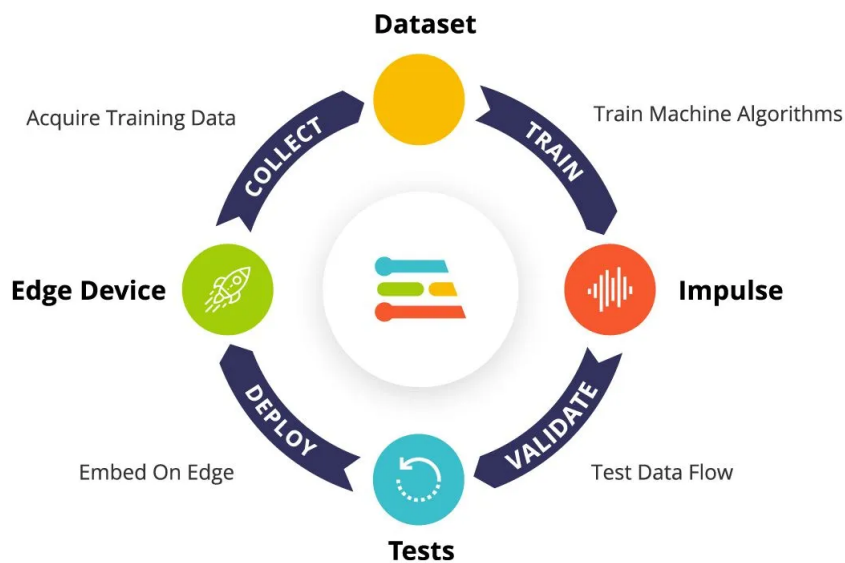 Dataset
Acquire Training Data
COLLECT
TRAIN
Train Machine Algorithms
Edge Device
Impulse
DEPLOY
VALIDATE
Embed On Edge
Test Data Flow
Tests